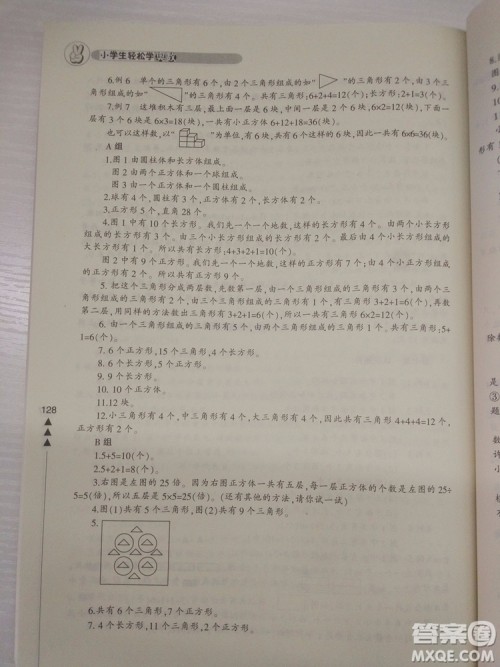 小学生轻松学
6.例6 单个的三角形有6个,由2个三角形组成的如“ ”的三角形有2个,由3个三
角形组成的如“ ”的三角形有4个。共有三角形:6+2+4=12(个)。
7.例7 这堆积木有三层,最上面一层是6块,中间一层是2个6块,6x2=12(块),下面一
层有3个6块是6x3=18(块),一共有小正方体6+12+18=36(块)。
也可以这样数,以“ ”为单位,有6块,共有6个这样的6块,因此一共有6x6=36(块)。
A组
1.图1由圆柱体和长方体组成。
图2由两个正方体和一个球组成。
图3由两个正方体和一个圆柱组成。
2.球有4个,圆柱体有2个,正方体有2个,长方体有2个。
3.正方形5个,直角28个。
4.图1中有10个长方形。我们先一个一个地数,这样的长方形有4个。由两个小长方形
组成的长方形有3个。由三个小长方形组成的长方形有2个。最后由4个小长方形组成的
大长方形有1个。所以共有长方形:4+3+2+1=10(个)。
图2中有9个正方形。我们先一个一个地数,这样的正方形有7个;由4个小正方形组
成的正方形有2个。所以共有正方形9个。
5.把这个三角形分成两层,先数第一层,由一个小三角形组成的三角形有3个,由两个
小三角形组成的三角形有2个,由三个小三角形组成的有1个,所以共有3+2+1=6(个)。再数
第二层,用同样的方法数出三角形3+2+1=6(个),所以共有三角形6x2=12(个)。
6.由一个三角形组成的三角形有5个,由两个三角形组成的三角形1个。共有三角形:5+
1=6(个)。
7.6个正方形,15个三角形,4个长方形。
8.6个长方形。
9.9个长方形。
10.10个正方体。
11.12块。
12.小三角形有4个,中三角形有4个,大三角形有4个,共有三角形4+4+4=12个,正方
形有2个。
128
B组
1.5+5=10(个)。
2.5+2+1=8(个)。
3.右图是左图的25倍。因为右图正方体一共有五层,每一层正方体的个数是左图的25÷
5=5(倍),所以五层是5×5=25(倍)。(还有其他的方法,请你试一试)
4.图(1)共有5个三角形,图(2)共有9个三角形。
5.
6.共有6个三角形,7个正方形。
7.4个长方形,11个三角形,2个正方形。
答案圈
MXQE.COM